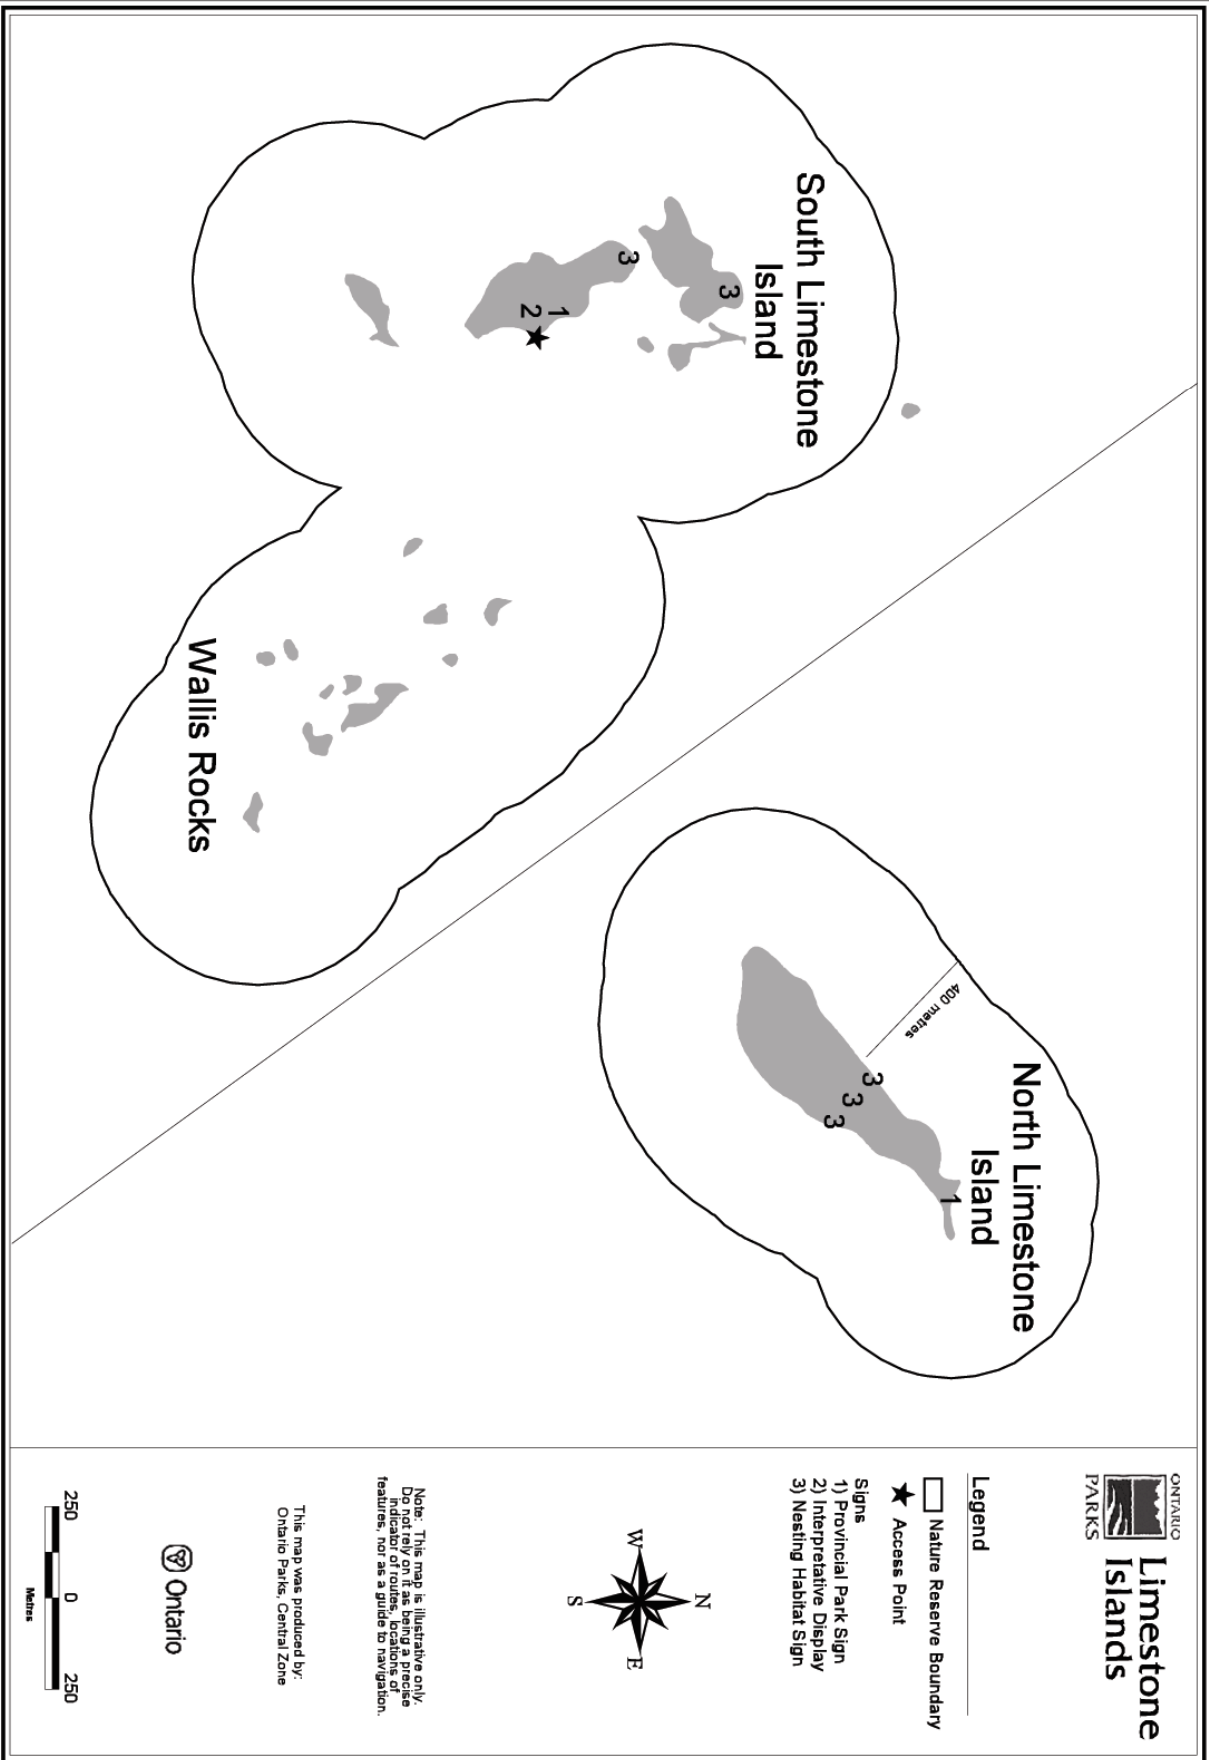 South Limestone
Island
3
3
1
2
Wallis Rocks
North Limestone
Island
400 metres
3
3
3
1
ONTARIO
PARKS
Limestone
Islands
Legend
Nature Reserve Boundary
Access Point
Signs
1) Provincial Park Sign
2) Interpretative Display
3) Nesting Habitat Sign
N
W
E
S
Note: This map is illustrative only.
Do not rely on it as being a precise
indicator of routes, locations of
features, nor as a guide to navigation.
This map was produced by:
Ontario Parks, Central Zone
Ontario
250 0 250
Metres